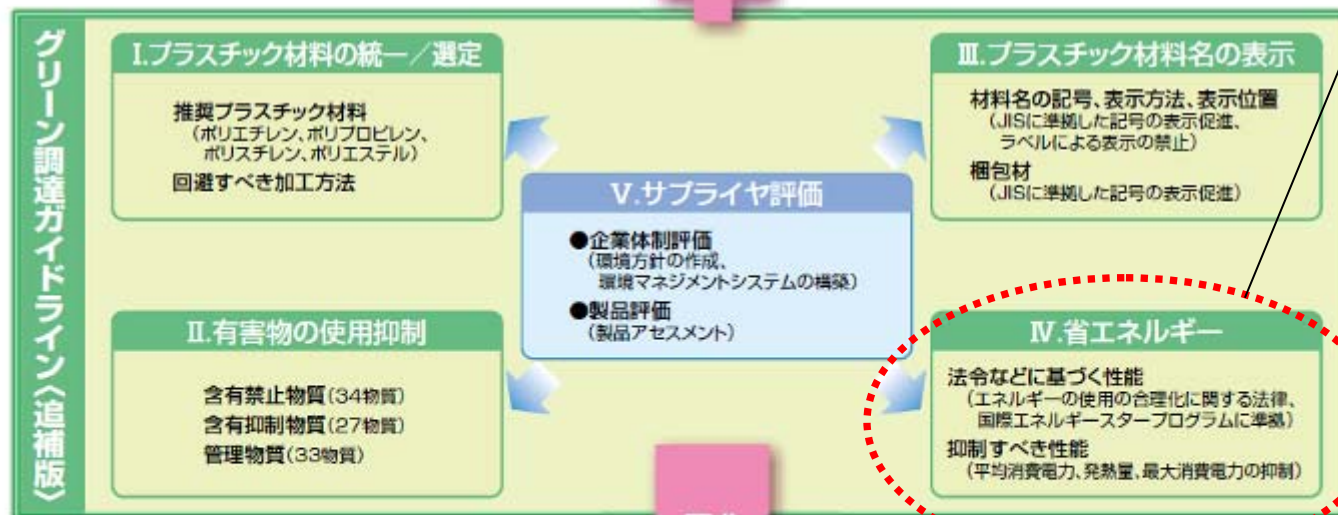 グリーン調達ガイドライン〈追補版〉
Ⅰ.プラスチック材料の統一／選定
推奨プラスチック材料
（ポリエチレン、ポリプロピレン、
ポリスチレン、ポリエステル）
回避すべき加工方法
Ⅱ.有害物の使用抑制
含有禁止物質（34物質）
含有抑制物質（27物質）
管理物質（33物質）
Ⅴ.サプライヤ評価
●企業体制評価
（環境方針の作成、
環境マネジメントシステムの構築）
●製品評価
（製品アセスメント）
Ⅲ.プラスチック材料名の表示
材料名の記号、表示方法、表示位置
（JISに準拠した記号の表示促進、
ラベルによる表示の禁止）
梱包材
（JISに準拠した記号の表示促進）
Ⅳ.省エネルギー
法令などに基づく性能
（エネルギーの使用の合理化に関する法律、
国際エネルギースタープログラムに準拠）
抑制すべき性能
（平均消費電力、発熱量、最大消費電力の抑制）